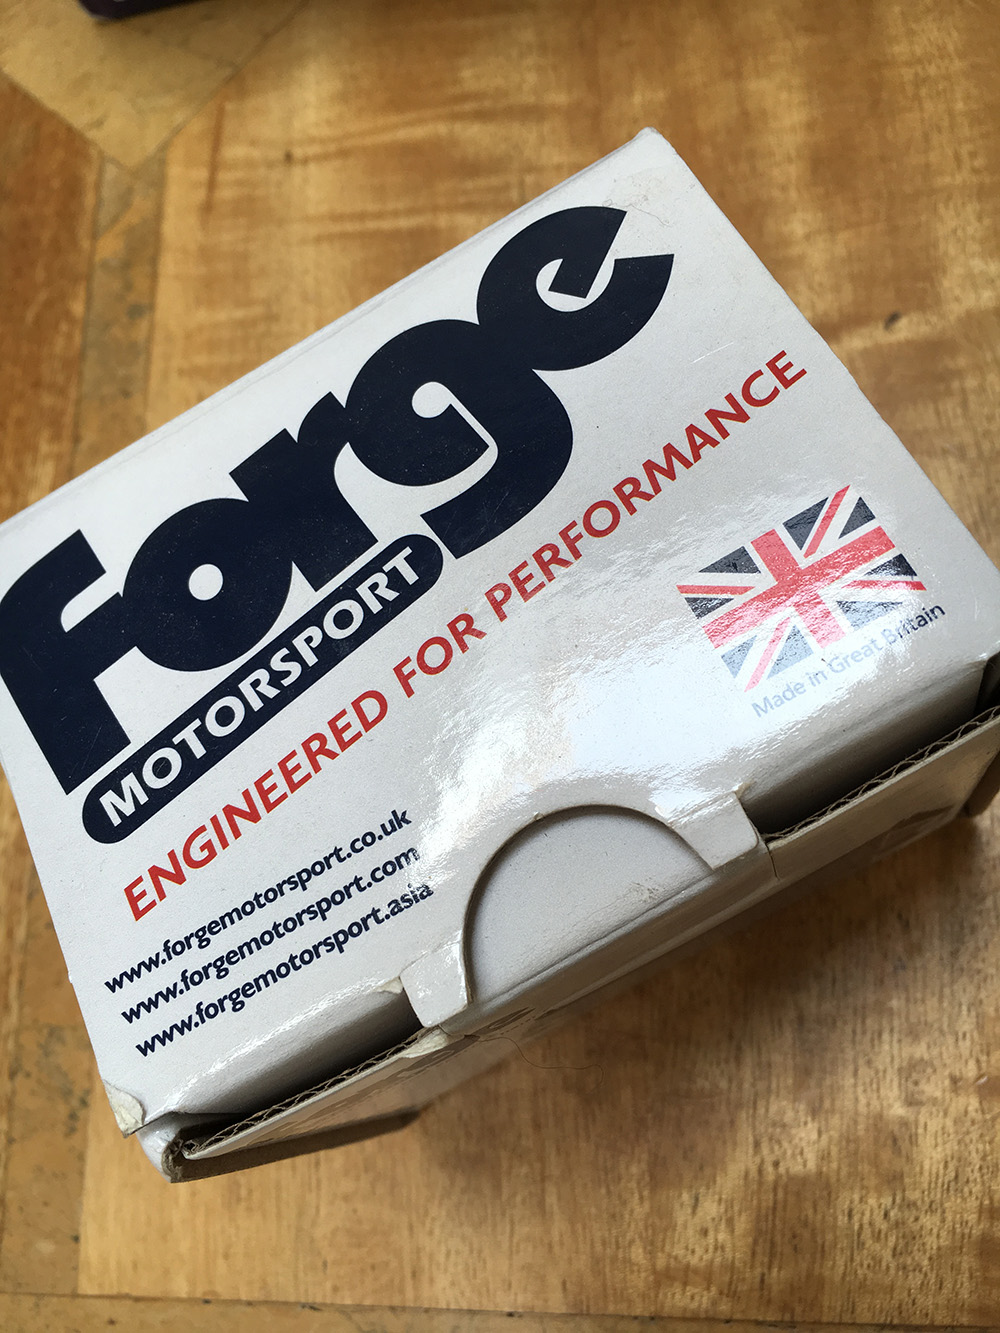 forge
MOTORSPORT
ENGINEERED FOR PERFORMANCE
Made in Great Britain
www.forgemotorsport.co.uk
www.forgemotorsport.com
www.forgemotorsport.asia